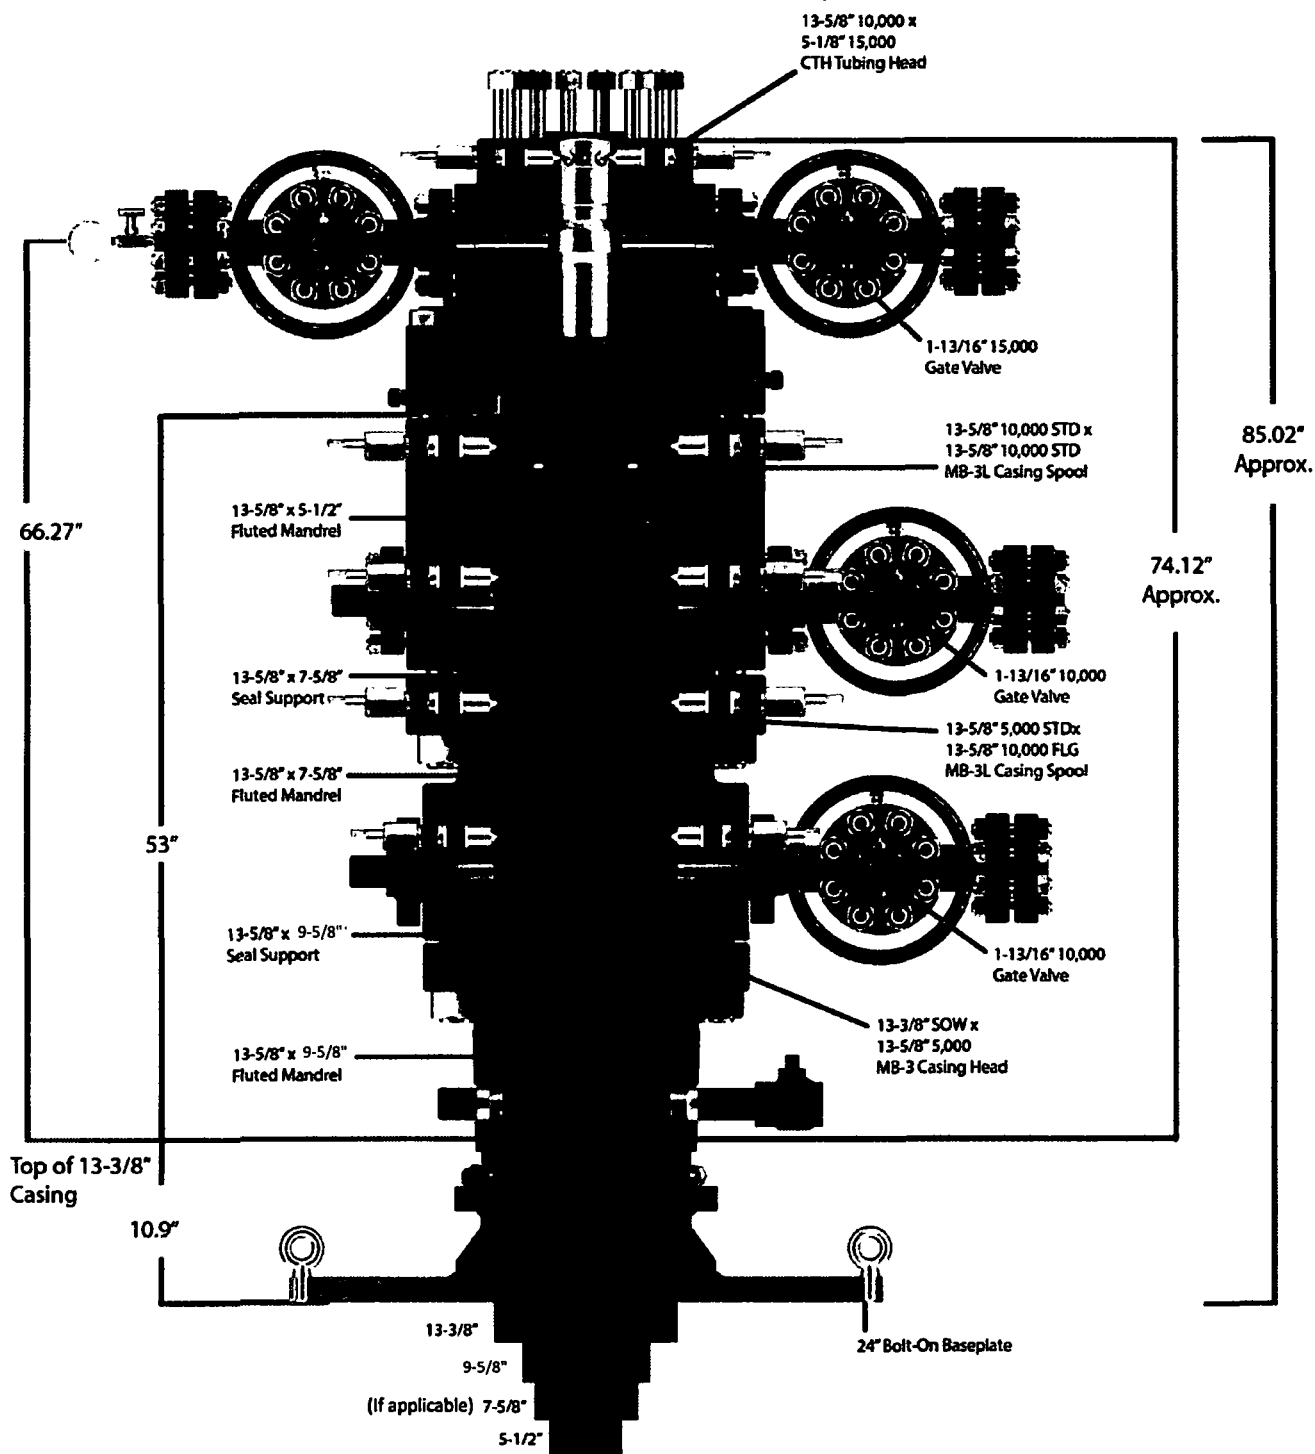 13-5/8" 10,000 x
5-1/8" 15,000
CTH Tubing Head
1-13/16" 15,000
Gate Valve
13-5/8" 10,000 STD x
13-5/8" 10,000 STD
MB-3L Casing Spool
85.02"
Approx.
66.27"
13-5/8" x 5-1/2"
Fluted Mandrel
74.12"
Approx.
13-5/8" x 7-5/8"
Seal Support
1-13/16" 10,000
Gate Valve
13-5/8" 5,000 STDx
13-5/8" 10,000 FLG
MB-3L Casing Spool
13-5/8" x 7-5/8"
Fluted Mandrel
53"
13-5/8" x 9-5/8"
Seal Support
1-13/16" 10,000
Gate Valve
13-3/8" SOW x
13-5/8" 5,000
MB-3 Casing Head
13-5/8" x 9-5/8"
Fluted Mandrel
Top of 13-3/8"
Casing
10.9"
13-3/8"
24" Bolt-On Baseplate
9-5/8"
(If applicable) 7-5/8"
5-1/2"